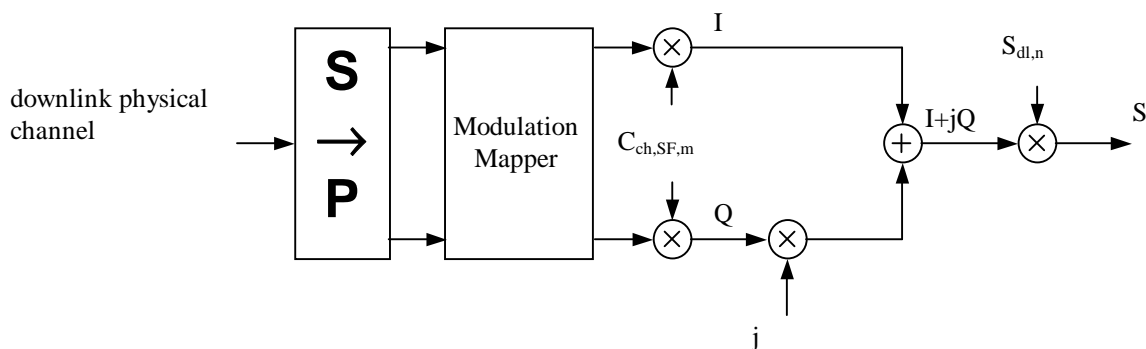 downlink physical
channel
S
→
P
Modulation
Mapper
I
C_ch,SF,m
Q
j
I+jQ
S_dl,n
S